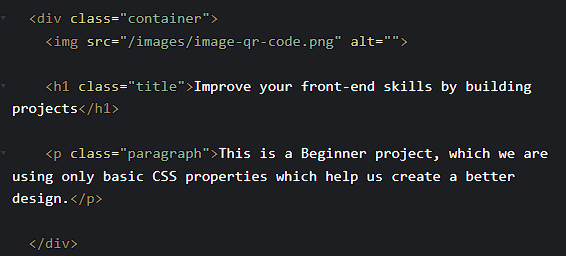 <div class="container">
<img src="/images/image-qr-code.png" alt="">
<h1 class="title">Improve your front-end skills by building
projects</h1>
<p class="paragraph">This is a Beginner project, which we are
using only basic CSS properties which help us create a better
design.</p>
</div>